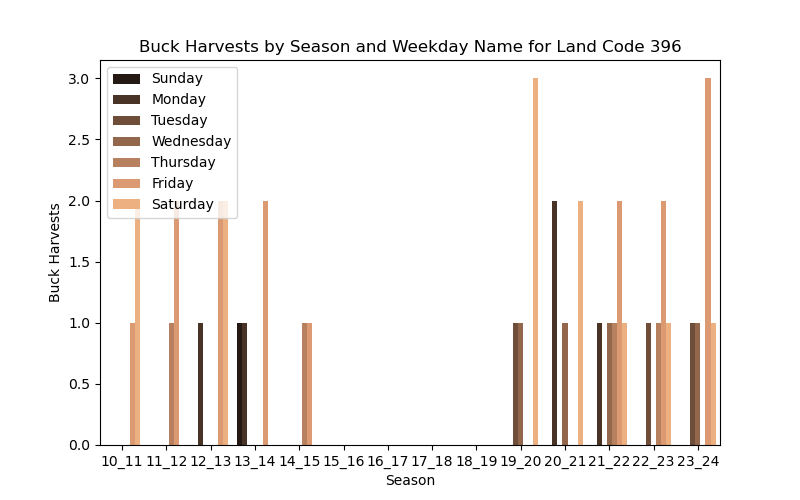 Buck Harvests by Season and Weekday Name for Land Code 396
Sunday
Monday
Tuesday
Wednesday
Thursday
Friday
Saturday
3.0
2.5
2.0
1.5
1.0
0.5
0.0
Buck Harvests
10_11 11_12 12_13 13_14 14_15 15_16 16_17 17_18 18_19 19_20 20_21 21_22 22_23 23_24
Season